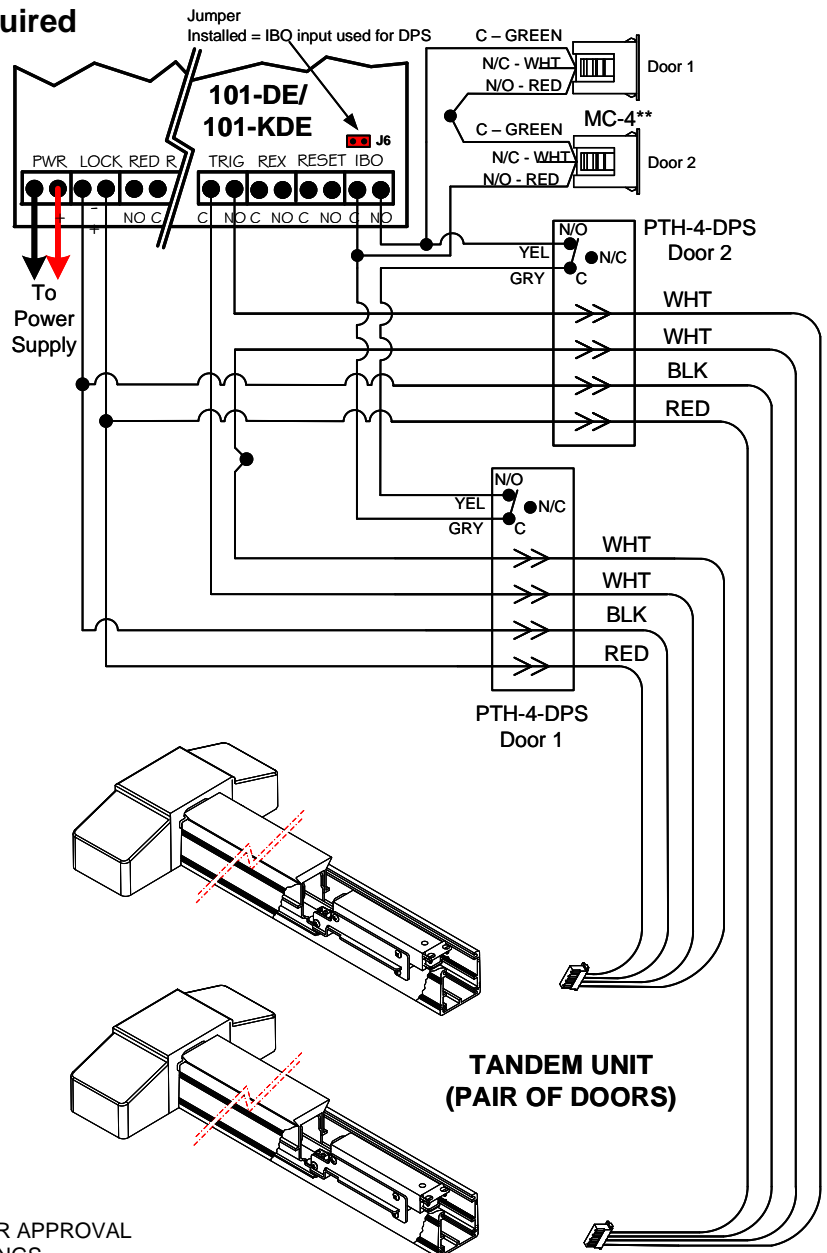 uired
Jumper
Installed = IBO input used for DPS
101-DE/
101-KDE
J6
PWR LOCK RED R TRIG REX RESET IBO
+ - + NO C C NO C NO C NO C NO
To
Power
Supply
C – GREEN
N/C - WHT
N/O - RED
Door 1
MC-4**
C – GREEN
N/C - WHT
N/O - RED
Door 2
PTH-4-DPS
Door 2
N/O
YEL
N/C
GRY
C
WHT
WHT
BLK
RED
N/O
YEL
N/C
GRY
C
WHT
WHT
BLK
RED
PTH-4-DPS
Door 1
TANDEM UNIT
(PAIR OF DOORS)
R APPROVAL